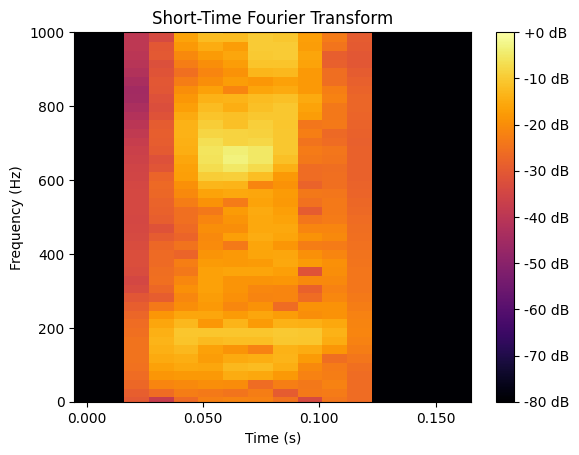 Short-Time Fourier Transform
1000
800
600
400
200
0
Frequency (Hz)
0.000
0.050
0.100
0.150
Time (s)
+0 dB
-10 dB
-20 dB
-30 dB
-40 dB
-50 dB
-60 dB
-70 dB
-80 dB